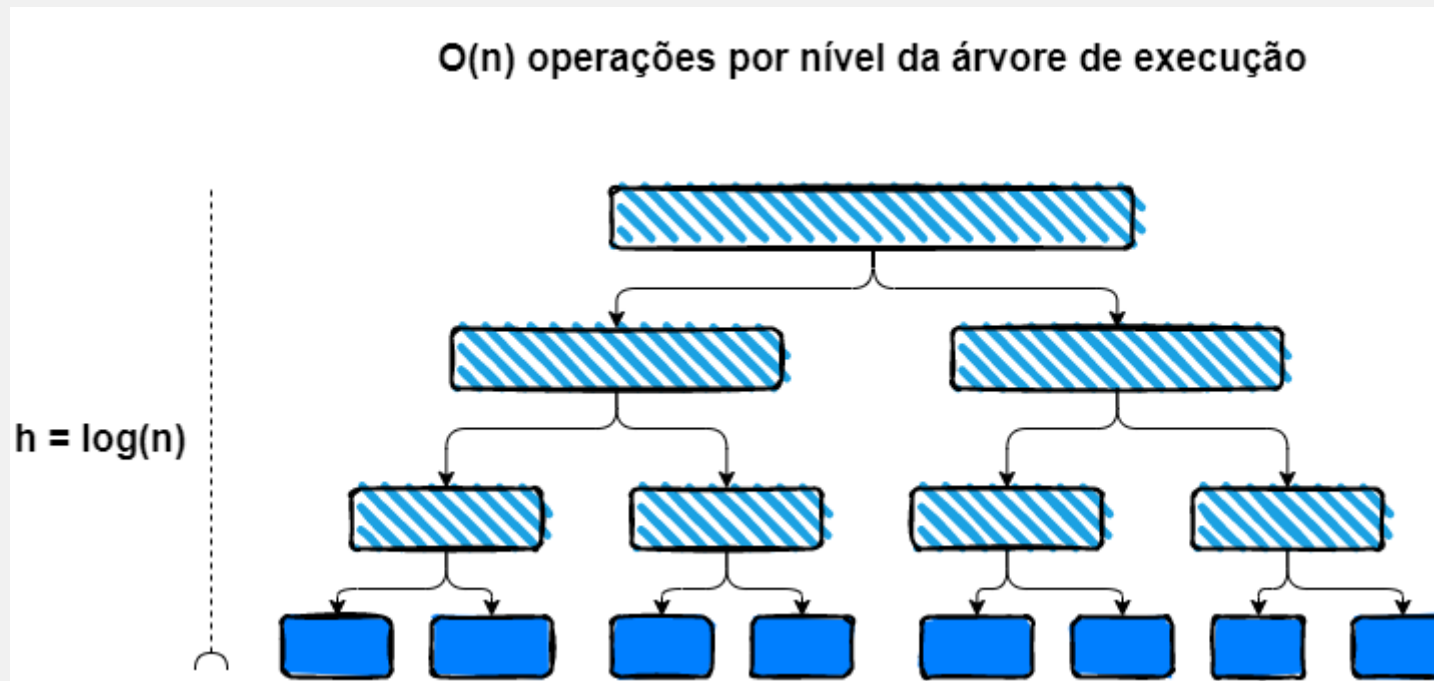 O(n) operações por nível da árvore de execução
h = log(n)